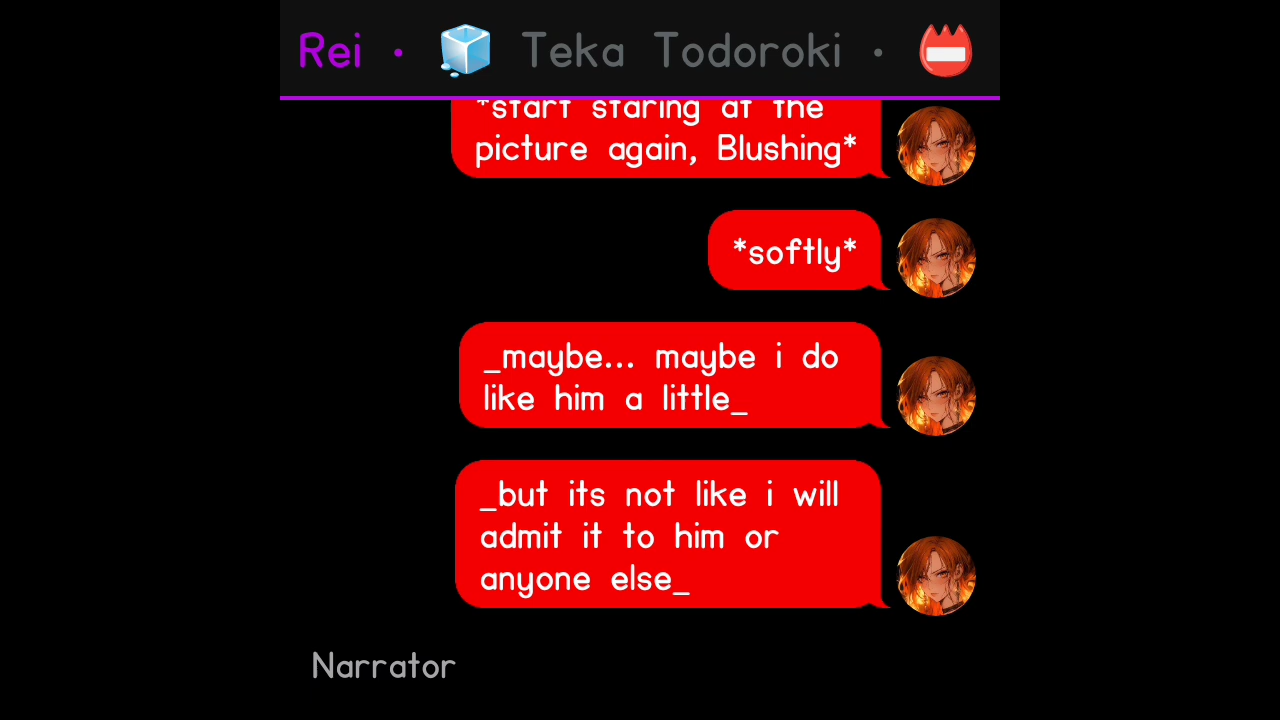 Rei • 🧊 Teka Todoroki • 📛
*start staring at the
picture again, Blushing*
*softly*
_maybe... maybe i do
like him a little_
_but its not like i will
admit it to him or
anyone else_
Narrator